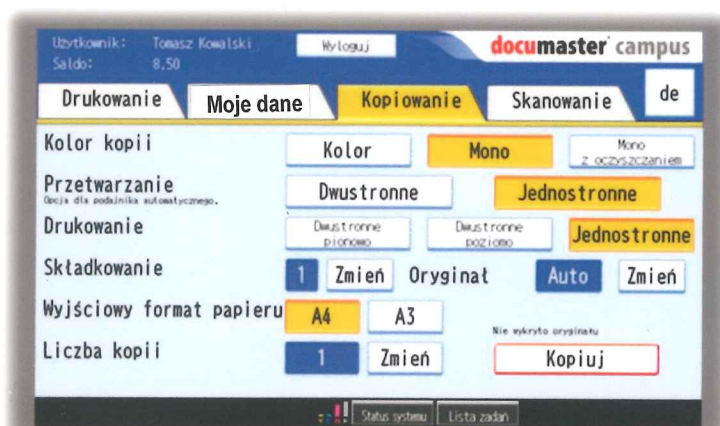 Użytkownik: Tomasz Kowalski Wyloguj documaster campus
Saldo: 8,50
Drukowanie Moje dane Kopiowanie Skanowanie de
Kolor kopii Kolor Mono Mono z oczyszczaniem
Przetwarzanie Dwustronne Jednostronne
Opcja dla podajnika automatycznego.
Drukowanie Dwustronne pionowo Dwustronne poziomo Jednostronne
Składkowanie 1 Zmień Oryginał Auto Zmień
Wyjściowy format papieru A4 A3
Nie wykryto oryginału
Liczba kopii 1 Zmień Kopiuj
Status systemu Lista zadań